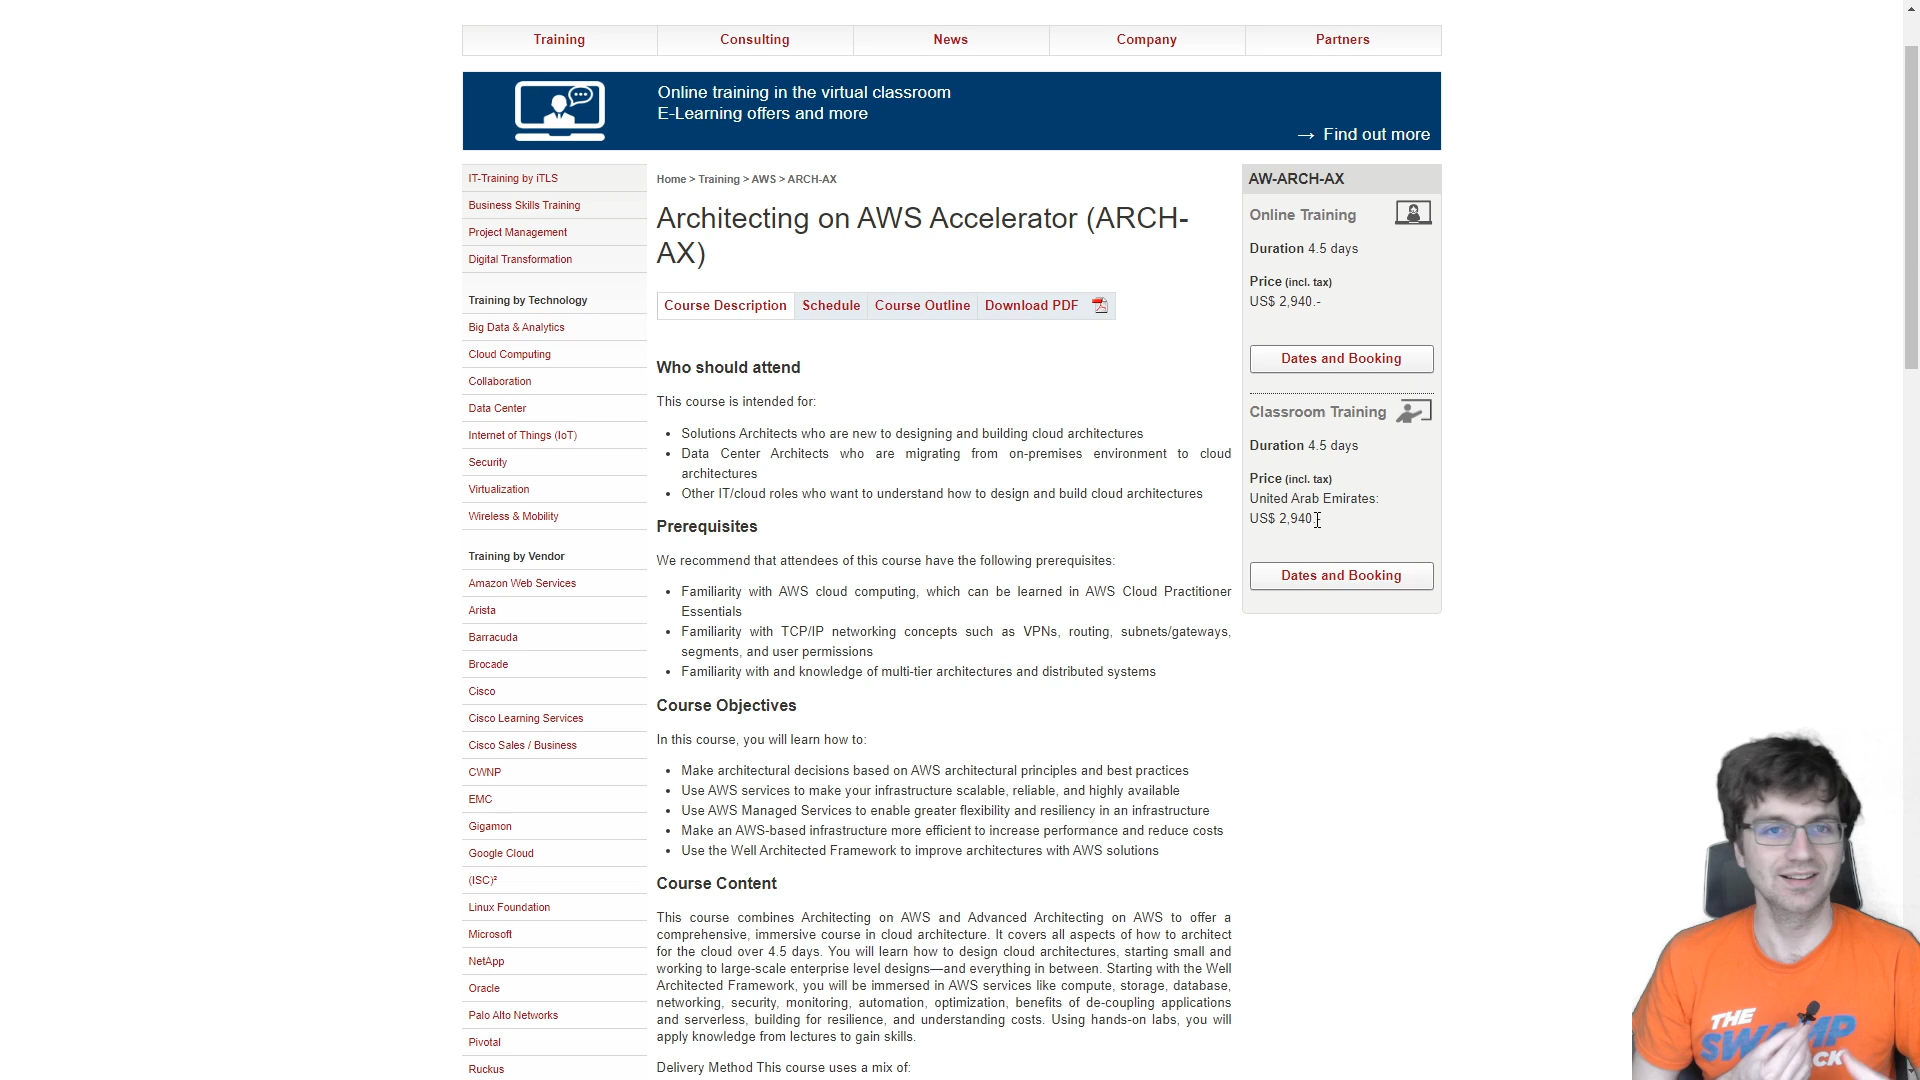 Training
Consulting
News
Company
Partners
Online training in the virtual classroom
E-Learning offers and more
→ Find out more
IT-Training by iTLS
Business Skills Training
Project Management
Digital Transformation
Training by Technology
Big Data & Analytics
Cloud Computing
Collaboration
Data Center
Internet of Things (IoT)
Security
Virtualization
Wireless & Mobility
Training by Vendor
Amazon Web Services
Arista
Barracuda
Brocade
Cisco
Cisco Learning Services
Cisco Sales / Business
CWNP
EMC
Gigamon
Google Cloud
(ISC)²
Linux Foundation
Microsoft
NetApp
Oracle
Palo Alto Networks
Pivotal
Ruckus
Home > Training > AWS > ARCH-AX
Architecting on AWS Accelerator (ARCH-
AX)
Course Description
Schedule
Course Outline
Download PDF
Who should attend
This course is intended for:
• Solutions Architects who are new to designing and building cloud architectures
• Data Center Architects who are migrating from on-premises environment to cloud
architectures
• Other IT/cloud roles who want to understand how to design and build cloud architectures
Prerequisites
We recommend that attendees of this course have the following prerequisites:
• Familiarity with AWS cloud computing, which can be learned in AWS Cloud Practitioner
Essentials
• Familiarity with TCP/IP networking concepts such as VPNs, routing, subnets/gateways,
segments, and user permissions
• Familiarity with and knowledge of multi-tier architectures and distributed systems
Course Objectives
In this course, you will learn how to:
• Make architectural decisions based on AWS architectural principles and best practices
• Use AWS services to make your infrastructure scalable, reliable, and highly available
• Use AWS Managed Services to enable greater flexibility and resiliency in an infrastructure
• Make an AWS-based infrastructure more efficient to increase performance and reduce costs
• Use the Well Architected Framework to improve architectures with AWS solutions
Course Content
This course combines Architecting on AWS and Advanced Architecting on AWS to offer a
comprehensive, immersive course in cloud architecture. It covers all aspects of how to architect
for the cloud over 4.5 days. You will learn how to design cloud architectures, starting small and
working to large-scale enterprise level designs—and everything in between. Starting with the Well
Architected Framework, you will be immersed in AWS services like compute, storage, database,
networking, security, monitoring, automation, optimization, benefits of de-coupling applications
and serverless, building for resilience, and understanding costs. Using hands-on labs, you will
apply knowledge from lectures to gain skills.
Delivery Method This course uses a mix of:
AW-ARCH-AX
Online Training
Duration 4.5 days
Price (incl. tax)
US$ 2,940.-
Dates and Booking
Classroom Training
Duration 4.5 days
Price (incl. tax)
United Arab Emirates:
US$ 2,940.-
Dates and Booking
THE